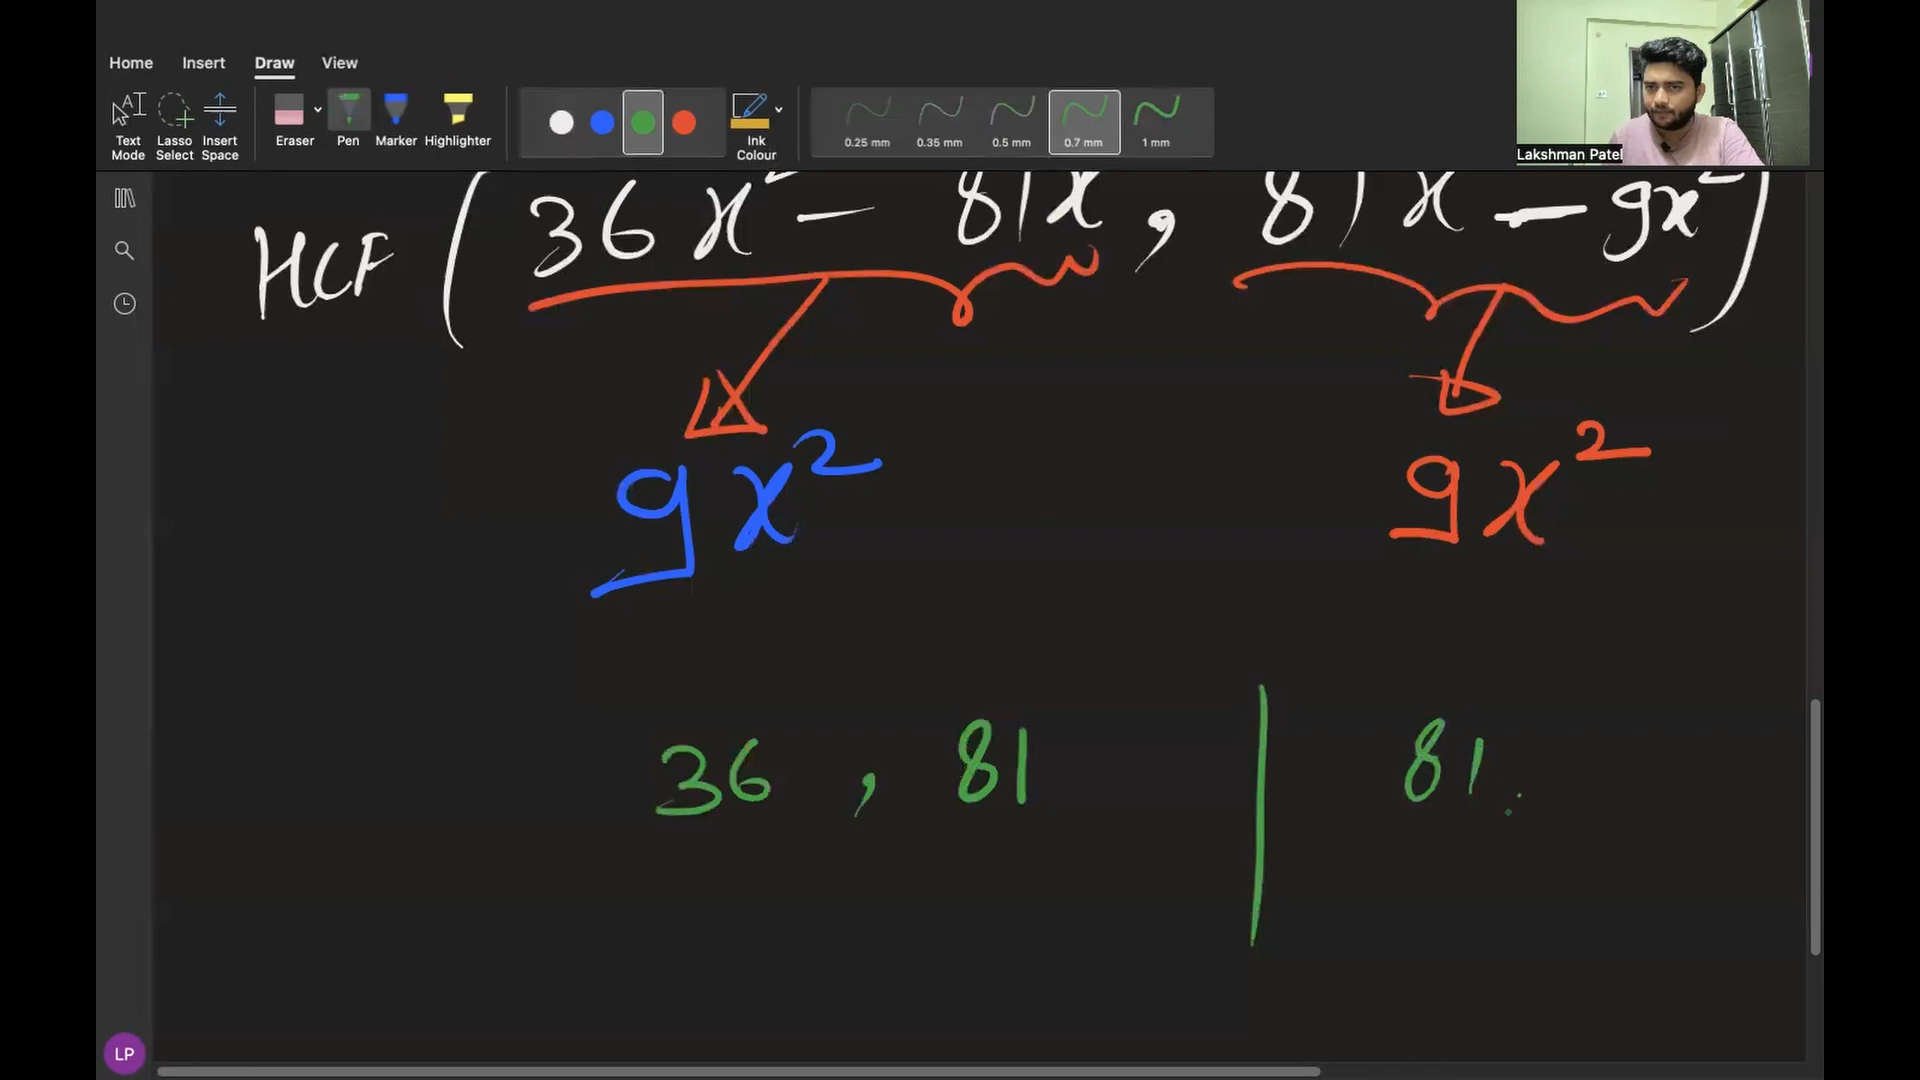 Home Insert Draw View
Text Mode Lasso Select Insert Space Eraser Pen Marker Highlighter Ink Colour 0.25 mm 0.35 mm 0.5 mm 0.7 mm 1 mm
Lakshman Patel
HCF ( 36x² - 81x , 81x - 9x² )
9x² 9x²
36 , 81 | 81
LP